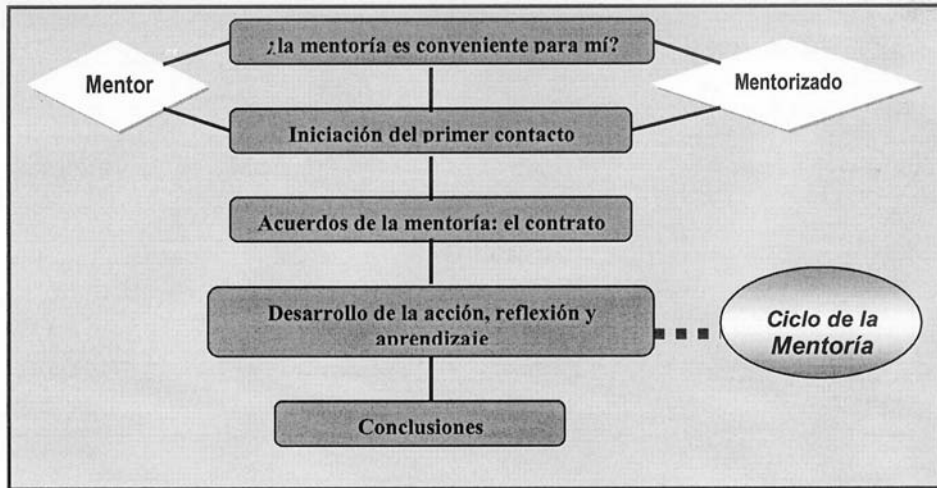 ¿la mentoría es conveniente para mí?
Mentor
Mentorizado
Iniciación del primer contacto
Acuerdos de la mentoría: el contrato
Desarrollo de la acción, reflexión y
aprendizaje
Ciclo de la
Mentoría
Conclusiones